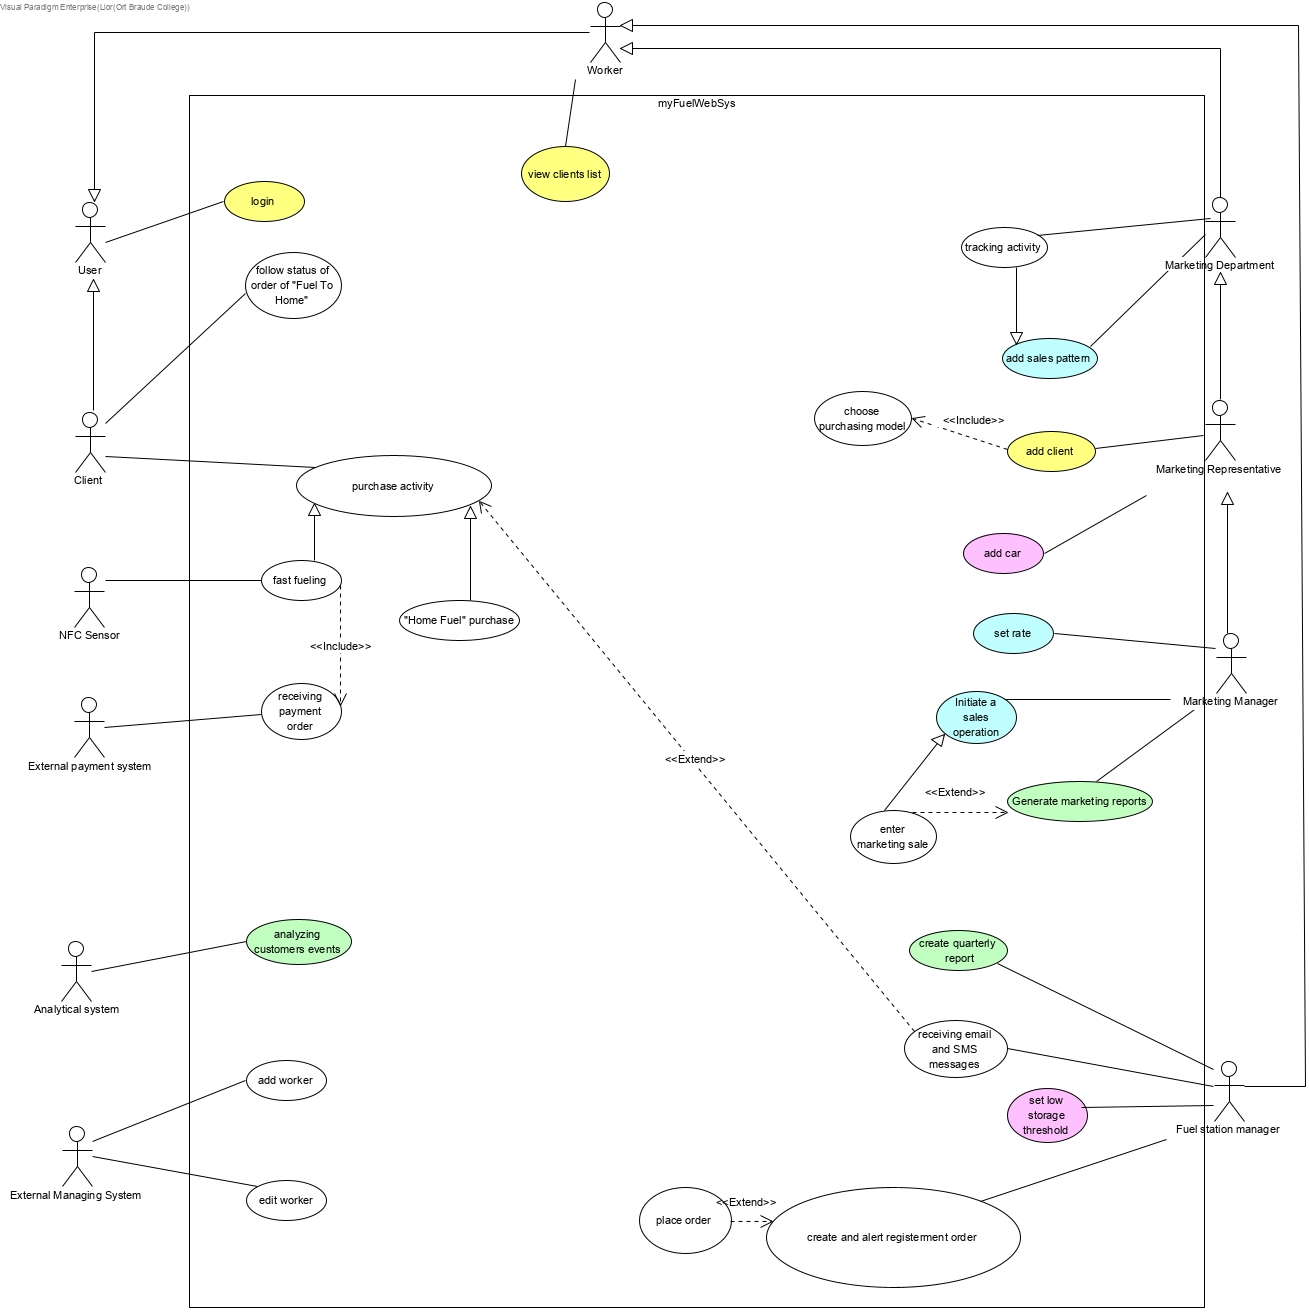 Visual Paradigm Enterprise(Lior(Ort Braude College))
Worker
myFuelWebSys
view clients list
login
User
follow status of
order of "Fuel To
Home"
tracking activity
Marketing Department
add sales pattern
choose
purchasing model
<<Include>>
add client
Marketing Representative
Client
purchase activity
add car
fast fueling
NFC Sensor
"Home Fuel" purchase
<<Include>>
set rate
receiving
payment
order
External payment system
Marketing Manager
Initiate a
sales
operation
<<Extend>>
<<Extend>>
Generate marketing reports
enter
marketing sale
analyzing
customers events
Analytical system
create quarterly
report
receiving email
and SMS
messages
add worker
set low
storage
threshold
Fuel station manager
External Managing System
edit worker
<<Extend>>
place order
create and alert registerment order